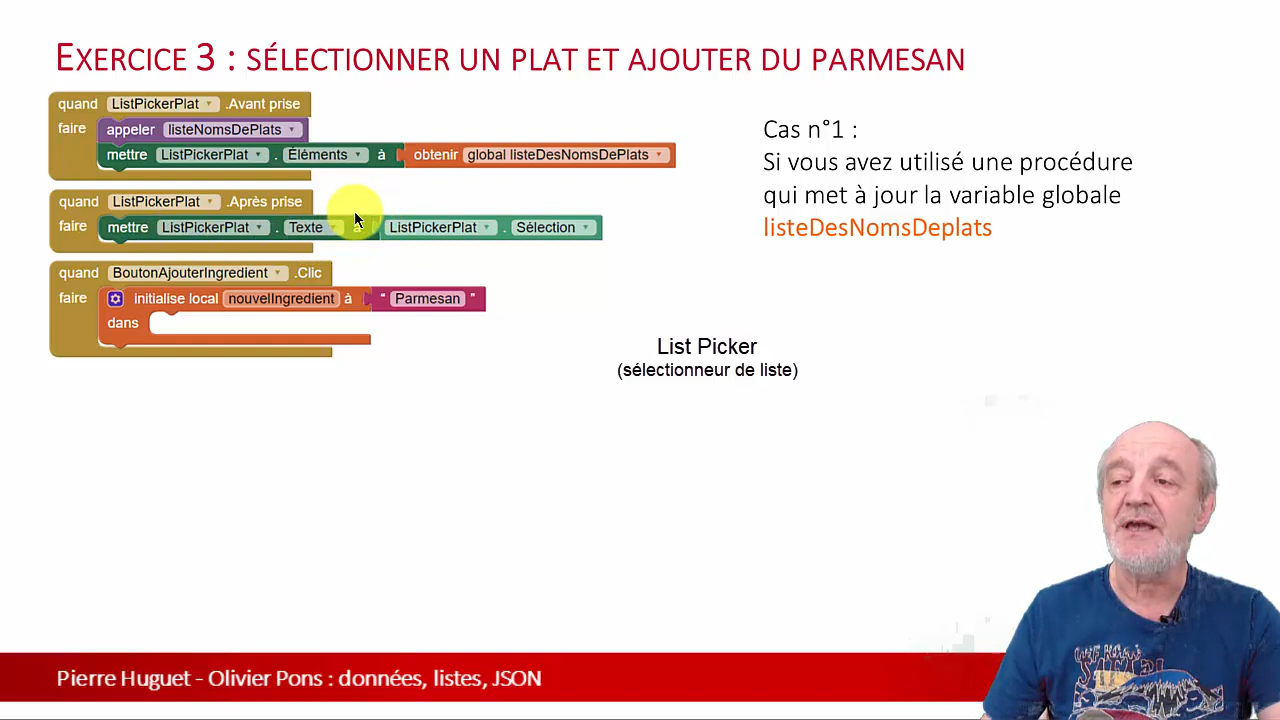 EXERCICE 3 : SÉLECTIONNER UN PLAT ET AJOUTER DU PARMESAN
quand ListPickerPlat .Avant prise
faire appeler listeNomsDePlats
mettre ListPickerPlat . Éléments à obtenir global listeDesNomsDePlats
quand ListPickerPlat .Après prise
faire mettre ListPickerPlat . Texte à ListPickerPlat . Sélection
quand BoutonAjouterIngredient .Clic
faire initialise local nouvelIngredient à " Parmesan "
dans
Cas n°1 :
Si vous avez utilisé une procédure
qui met à jour la variable globale
listeDesNomsDeplats
List Picker
(sélectionneur de liste)
Pierre Huguet - Olivier Pons : données, listes, JSON